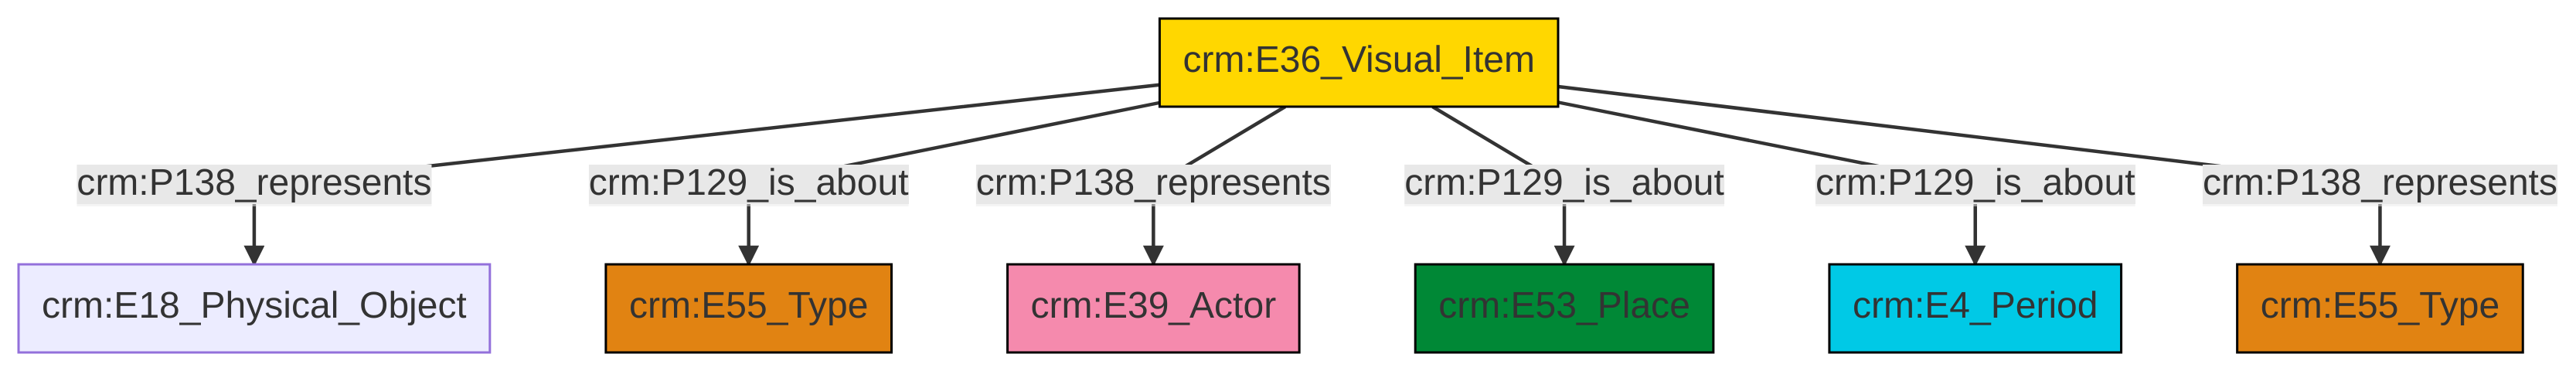 crm:E36_Visual_Item
crm:P138_represents
crm:P129_is_about
crm:P138_represents
crm:P129_is_about
crm:P129_is_about
crm:P138_represents
crm:E18_Physical_Object
crm:E55_Type
crm:E39_Actor
crm:E53_Place
crm:E4_Period
crm:E55_Type